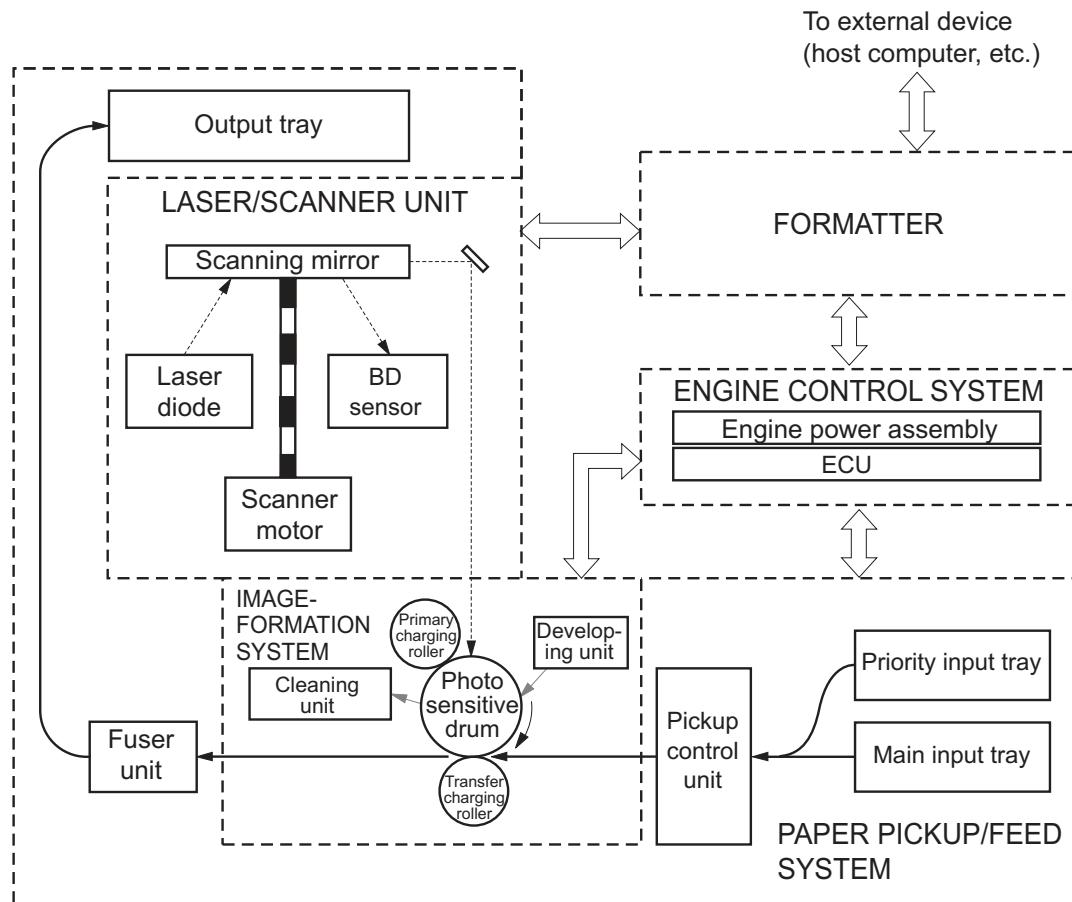 To external device
(host computer, etc.)
Output tray
LASER/SCANNER UNIT
FORMATTER
Scanning mirror
Laser
diode
BD
sensor
ENGINE CONTROL SYSTEM
Engine power assembly
ECU
Scanner
motor
IMAGE-
FORMATION
SYSTEM
Primary
charging
roller
Develop-
ing unit
Cleaning
unit
Photo
sensitive
drum
Priority input tray
Pickup
control
unit
Main input tray
Fuser
unit
Transfer
charging
roller
PAPER PICKUP/FEED
SYSTEM